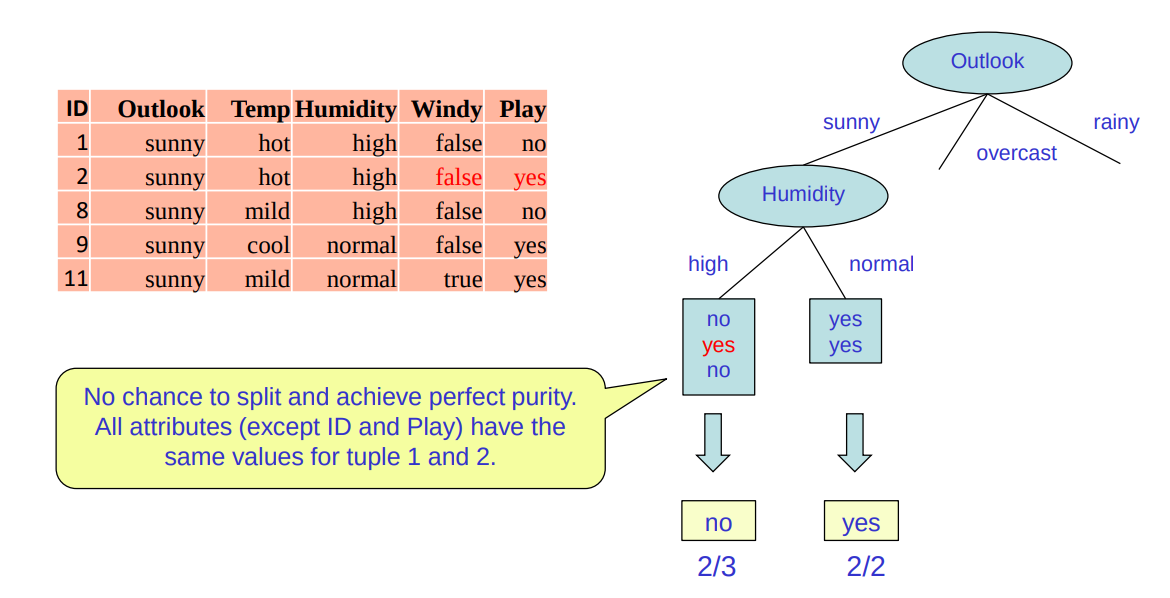 ID Outlook Temp Humidity Windy Play
1 sunny hot high false no
2 sunny hot high false yes
8 sunny mild high false no
9 sunny cool normal false yes
11 sunny mild normal true yes
Outlook
sunny
overcast
rainy
Humidity
high
normal
no
yes
no
yes
yes
No chance to split and achieve perfect purity.
All attributes (except ID and Play) have the
same values for tuple 1 and 2.
no
yes
2/3
2/2